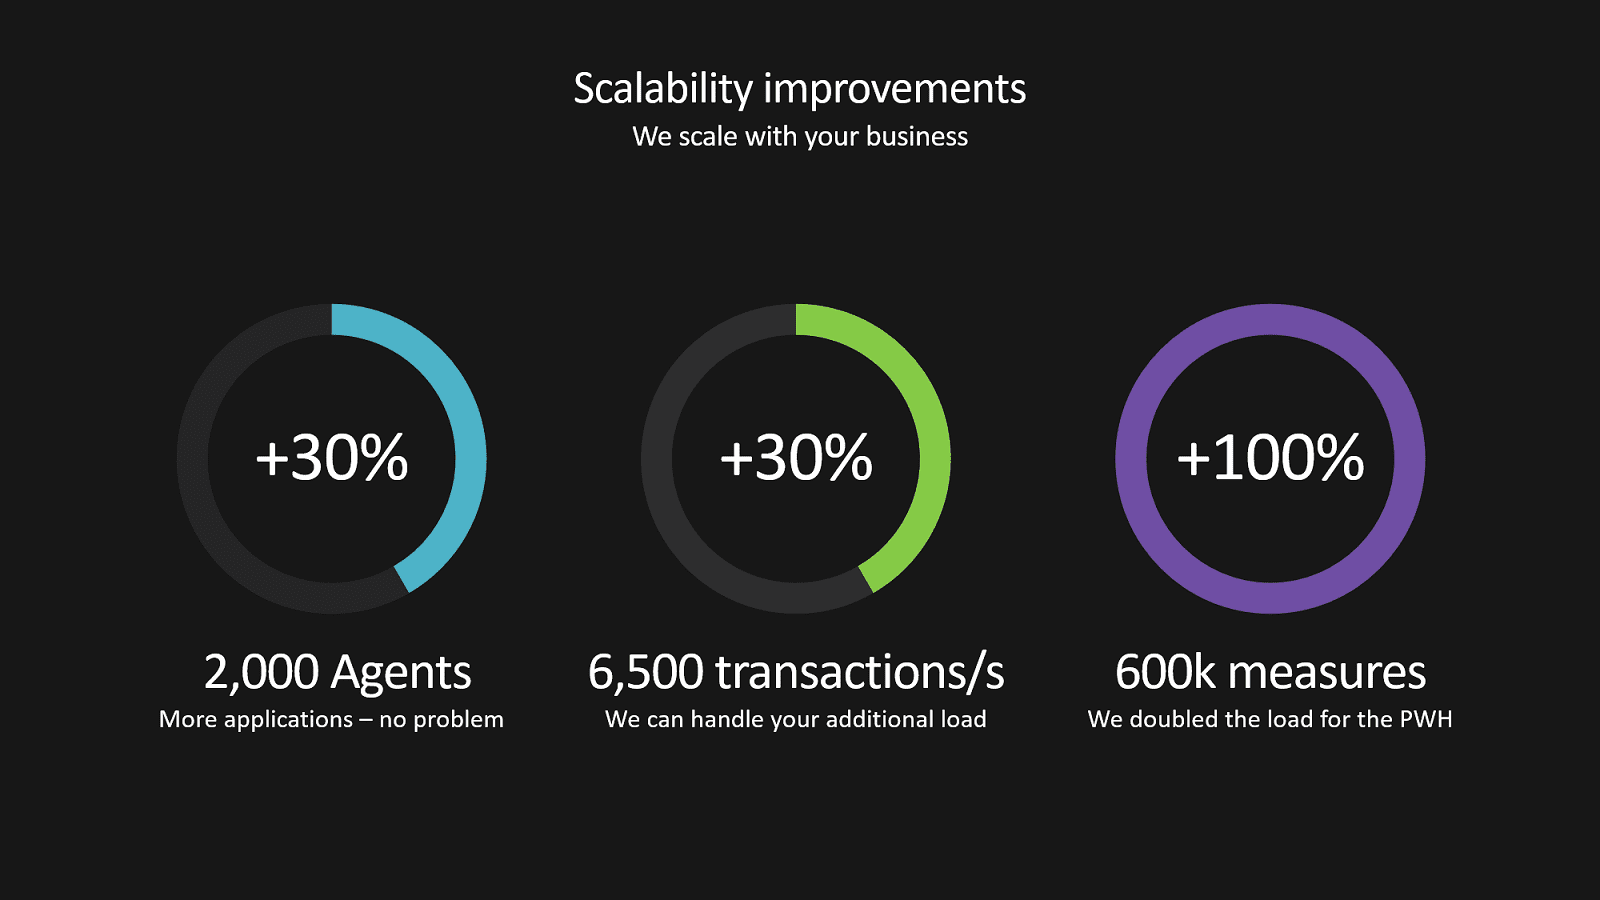 Scalability improvements
We scale with your business
+30%
+30%
+100%
2,000 Agents
More applications – no problem
6,500 transactions/s
We can handle your additional load
600k measures
We doubled the load for the PWH